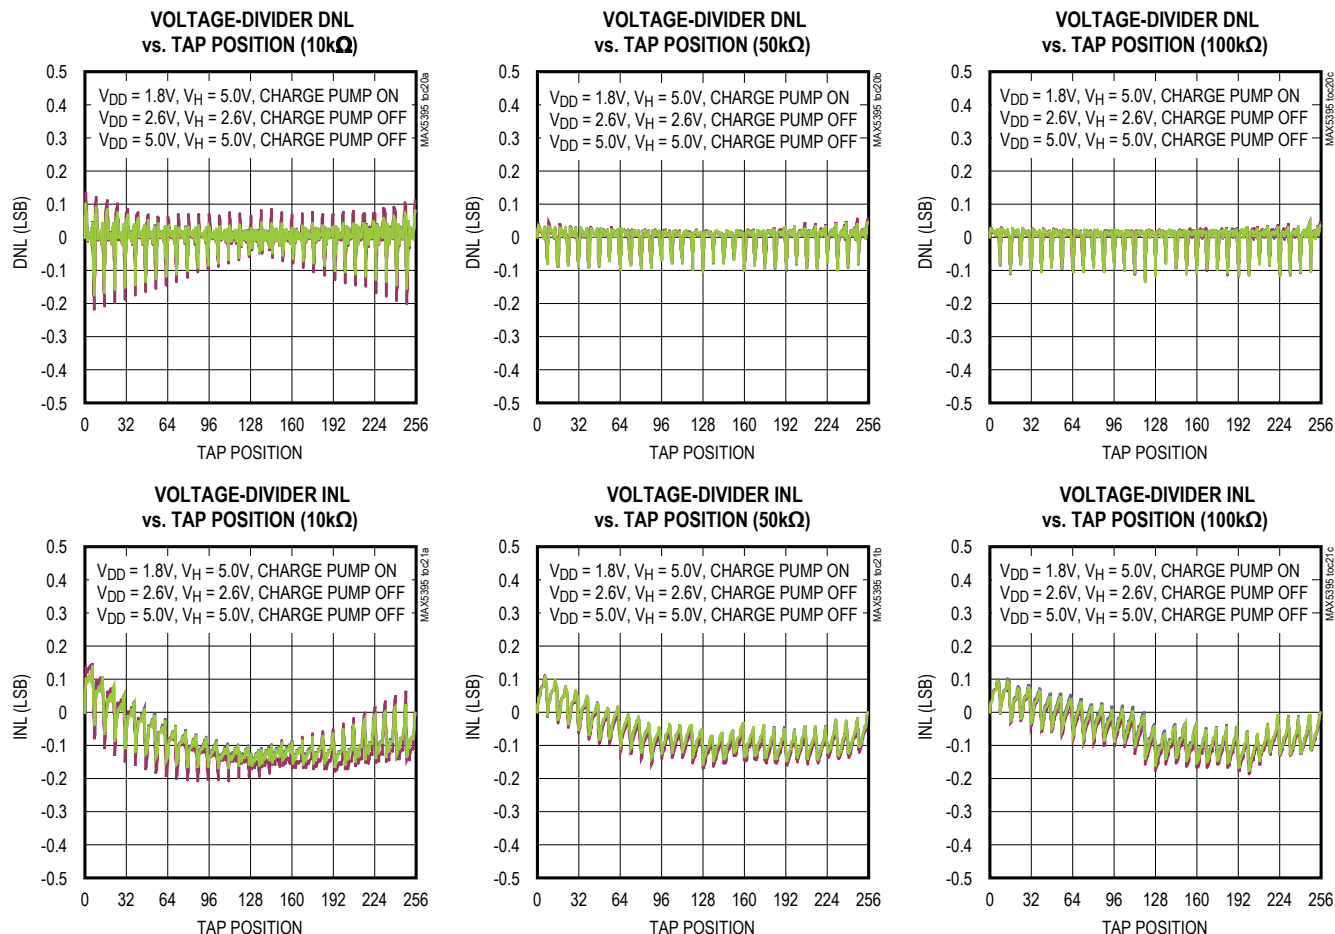 VOLTAGE-DIVIDER DNL
vs. TAP POSITION (10kΩ)
0.5
0.4
0.3
0.2
0.1
0
-0.1
-0.2
-0.3
-0.4
-0.5
DNL (LSB)
VDD = 1.8V, VH = 5.0V, CHARGE PUMP ON
VDD = 2.6V, VH = 2.6V, CHARGE PUMP OFF
VDD = 5.0V, VH = 5.0V, CHARGE PUMP OFF
MAX5395 toc20a
0 32 64 96 128 160 192 224 256
TAP POSITION
VOLTAGE-DIVIDER DNL
vs. TAP POSITION (50kΩ)
0.5
0.4
0.3
0.2
0.1
0
-0.1
-0.2
-0.3
-0.4
-0.5
DNL (LSB)
VDD = 1.8V, VH = 5.0V, CHARGE PUMP ON
VDD = 2.6V, VH = 2.6V, CHARGE PUMP OFF
VDD = 5.0V, VH = 5.0V, CHARGE PUMP OFF
MAX5395 toc20b
0 32 64 96 128 160 192 224 256
TAP POSITION
VOLTAGE-DIVIDER DNL
vs. TAP POSITION (100kΩ)
0.5
0.4
0.3
0.2
0.1
0
-0.1
-0.2
-0.3
-0.4
-0.5
DNL (LSB)
VDD = 1.8V, VH = 5.0V, CHARGE PUMP ON
VDD = 2.6V, VH = 2.6V, CHARGE PUMP OFF
VDD = 5.0V, VH = 5.0V, CHARGE PUMP OFF
MAX5395 toc20c
0 32 64 96 128 160 192 224 256
TAP POSITION
VOLTAGE-DIVIDER INL
vs. TAP POSITION (10kΩ)
0.5
0.4
0.3
0.2
0.1
0
-0.1
-0.2
-0.3
-0.4
-0.5
INL (LSB)
VDD = 1.8V, VH = 5.0V, CHARGE PUMP ON
VDD = 2.6V, VH = 2.6V, CHARGE PUMP OFF
VDD = 5.0V, VH = 5.0V, CHARGE PUMP OFF
MAX5395 toc21a
0 32 64 96 128 160 192 224 256
TAP POSITION
VOLTAGE-DIVIDER INL
vs. TAP POSITION (50kΩ)
0.5
0.4
0.3
0.2
0.1
0
-0.1
-0.2
-0.3
-0.4
-0.5
INL (LSB)
VDD = 1.8V, VH = 5.0V, CHARGE PUMP ON
VDD = 2.6V, VH = 2.6V, CHARGE PUMP OFF
VDD = 5.0V, VH = 5.0V, CHARGE PUMP OFF
MAX5395 toc21b
0 32 64 96 128 160 192 224 256
TAP POSITION
VOLTAGE-DIVIDER INL
vs. TAP POSITION (100kΩ)
0.5
0.4
0.3
0.2
0.1
0
-0.1
-0.2
-0.3
-0.4
-0.5
INL (LSB)
VDD = 1.8V, VH = 5.0V, CHARGE PUMP ON
VDD = 2.6V, VH = 2.6V, CHARGE PUMP OFF
VDD = 5.0V, VH = 5.0V, CHARGE PUMP OFF
MAX5395 toc21c
0 32 64 96 128 160 192 224 256
TAP POSITION